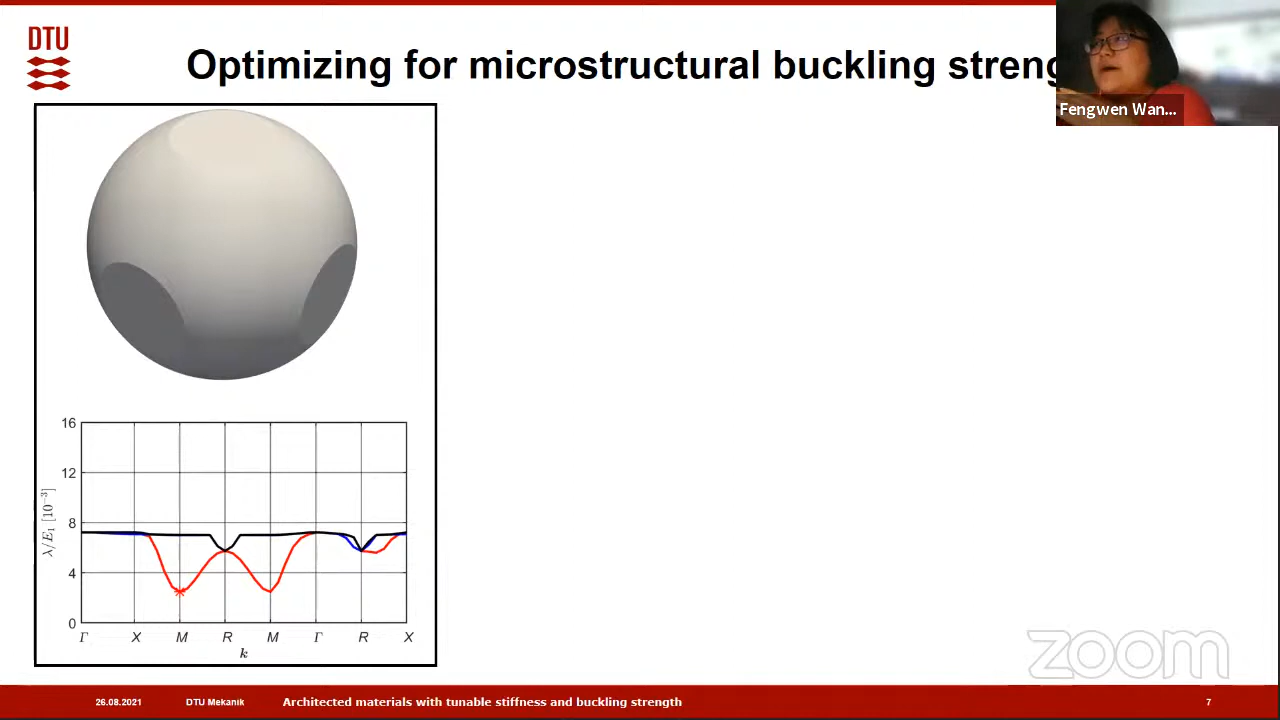 DTU
Optimizing for microstructural buckling streng
Fengwen Wan...
16
12
8
4
0
λ/E₁ [10⁻³]
Γ X M R M Γ R X
k
zoom
26.08.2021 DTU Mekanik Architected materials with tunable stiffness and buckling strength 7